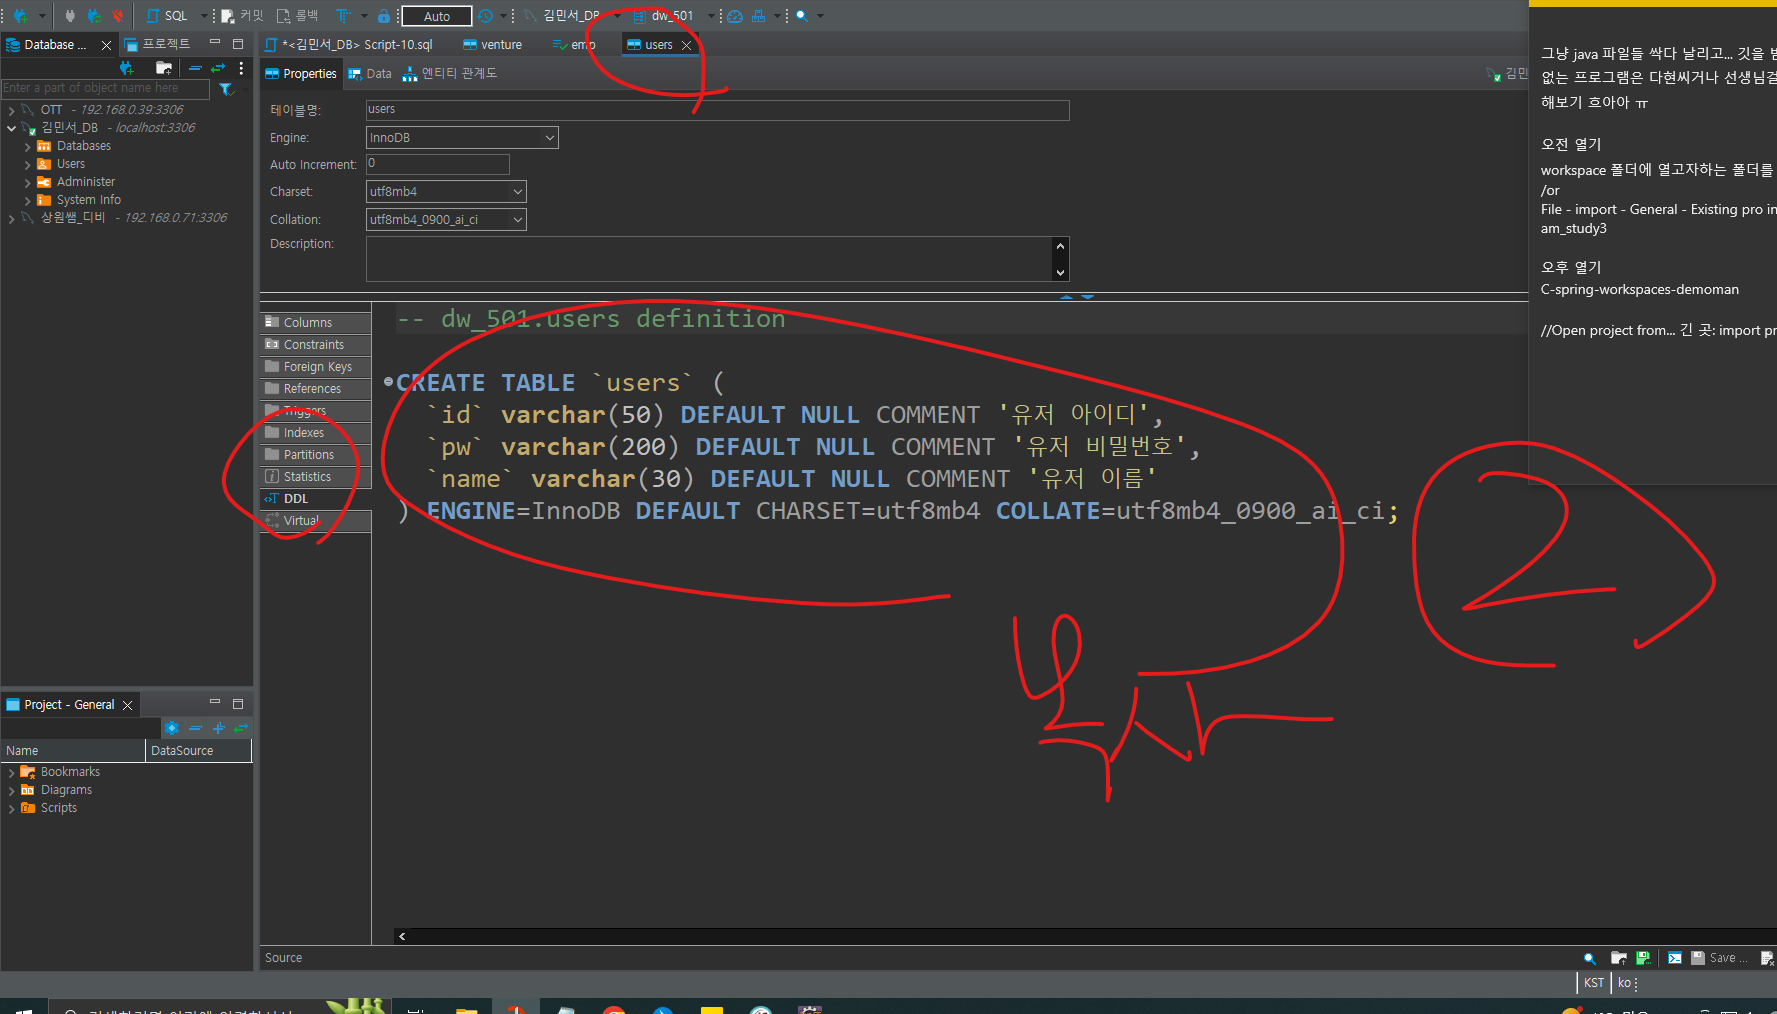 SQL 커밋 롤백 Auto 김민서_DB dw_501
Database ... 프로젝트
Enter a part of object name here
OTT - 192.168.0.39:3306
김민서_DB - localhost:3306
Databases
Users
Administer
System Info
상원쌤_디비 - 192.168.0.71:3306
Project - General
Name DataSource
Bookmarks
Diagrams
Scripts
*<김민서_DB> Script-10.sql venture emp users
Properties Data 엔티티 관계도 김민
테이블명: users
Engine: InnoDB
Auto Increment: 0
Charset: utf8mb4
Collation: utf8mb4_0900_ai_ci
Description:
Columns
Constraints
Foreign Keys
References
Triggers
Indexes
Partitions
Statistics
DDL
Virtual
-- dw_501.users definition
CREATE TABLE `users` (
`id` varchar(50) DEFAULT NULL COMMENT '유저 아이디',
`pw` varchar(200) DEFAULT NULL COMMENT '유저 비밀번호',
`name` varchar(30) DEFAULT NULL COMMENT '유저 이름'
) ENGINE=InnoDB DEFAULT CHARSET=utf8mb4 COLLATE=utf8mb4_0900_ai_ci;
2
Source
Save ...
KST ko
그냥 java 파일들 싹다 날리고... 깃을 받
없는 프로그램은 다현씨거나 선생님걸
해보기 흐아아 ㅠ
오전 열기
workspace 폴더에 열고자하는 폴더를
/or
File - import - General - Existing pro in
am_study3
오후 열기
C-spring-workspaces-demoman
//Open project from... 긴 곳: import pr